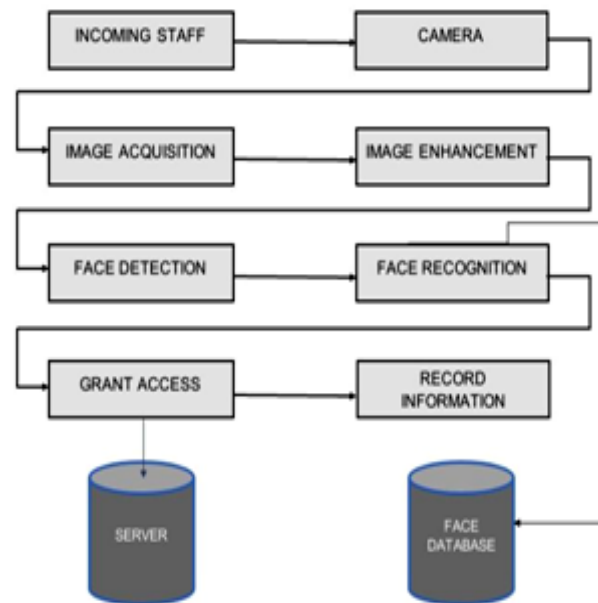 INCOMING STAFF
CAMERA
IMAGE ACQUISITION
IMAGE ENHANCEMENT
FACE DETECTION
FACE RECOGNITION
GRANT ACCESS
RECORD
INFORMATION
SERVER
FACE
DATABASE